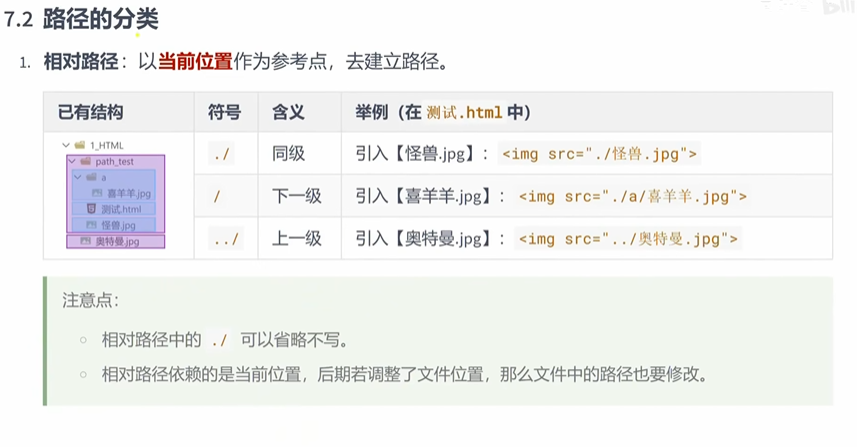 7.2 路径的分类
1. 相对路径：以当前位置作为参考点，去建立路径。
已有结构 符号 含义 举例（在 测试.html 中）
1_HTML
path_test
a
喜羊羊.jpg
测试.html
怪兽.jpg
奥特曼.jpg
./ 同级 引入【怪兽.jpg】： <img src="./怪兽.jpg">
/ 下一级 引入【喜羊羊.jpg】： <img src="./a/喜羊羊.jpg">
../ 上一级 引入【奥特曼.jpg】： <img src="../奥特曼.jpg">
注意点：
相对路径中的 ./ 可以省略不写。
相对路径依赖的是当前位置，后期若调整了文件位置，那么文件中的路径也要修改。